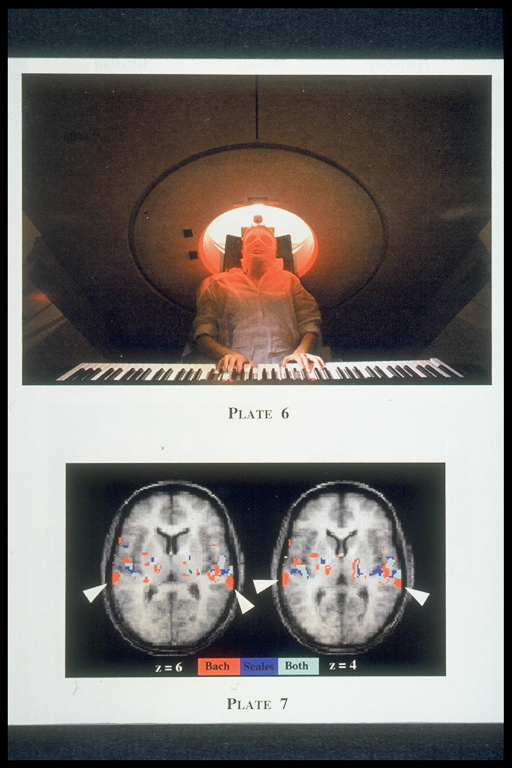 PLATE 6
z = 6 Bach Scales Both z = 4
PLATE 7